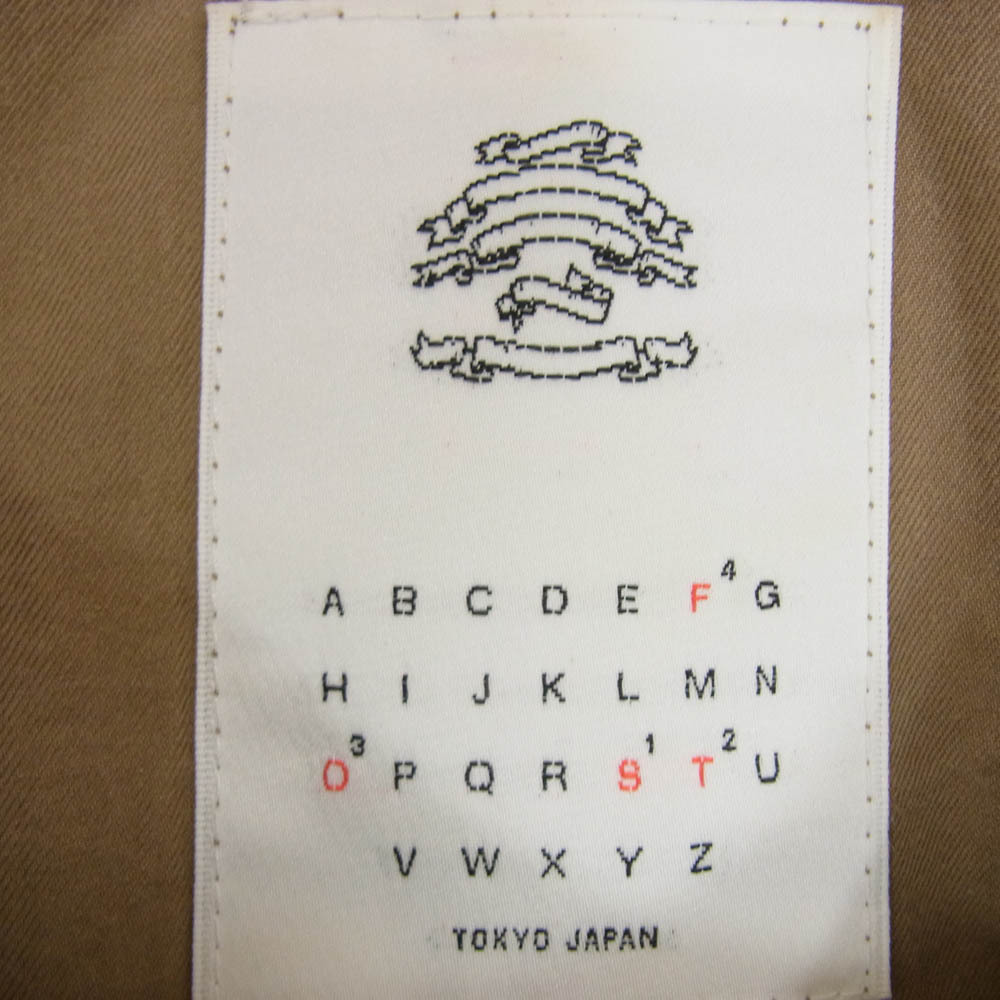 A B C D E F⁴ G
H I J K L M N
O³ P Q R S¹ T² U
V W X Y Z
TOKYO JAPAN